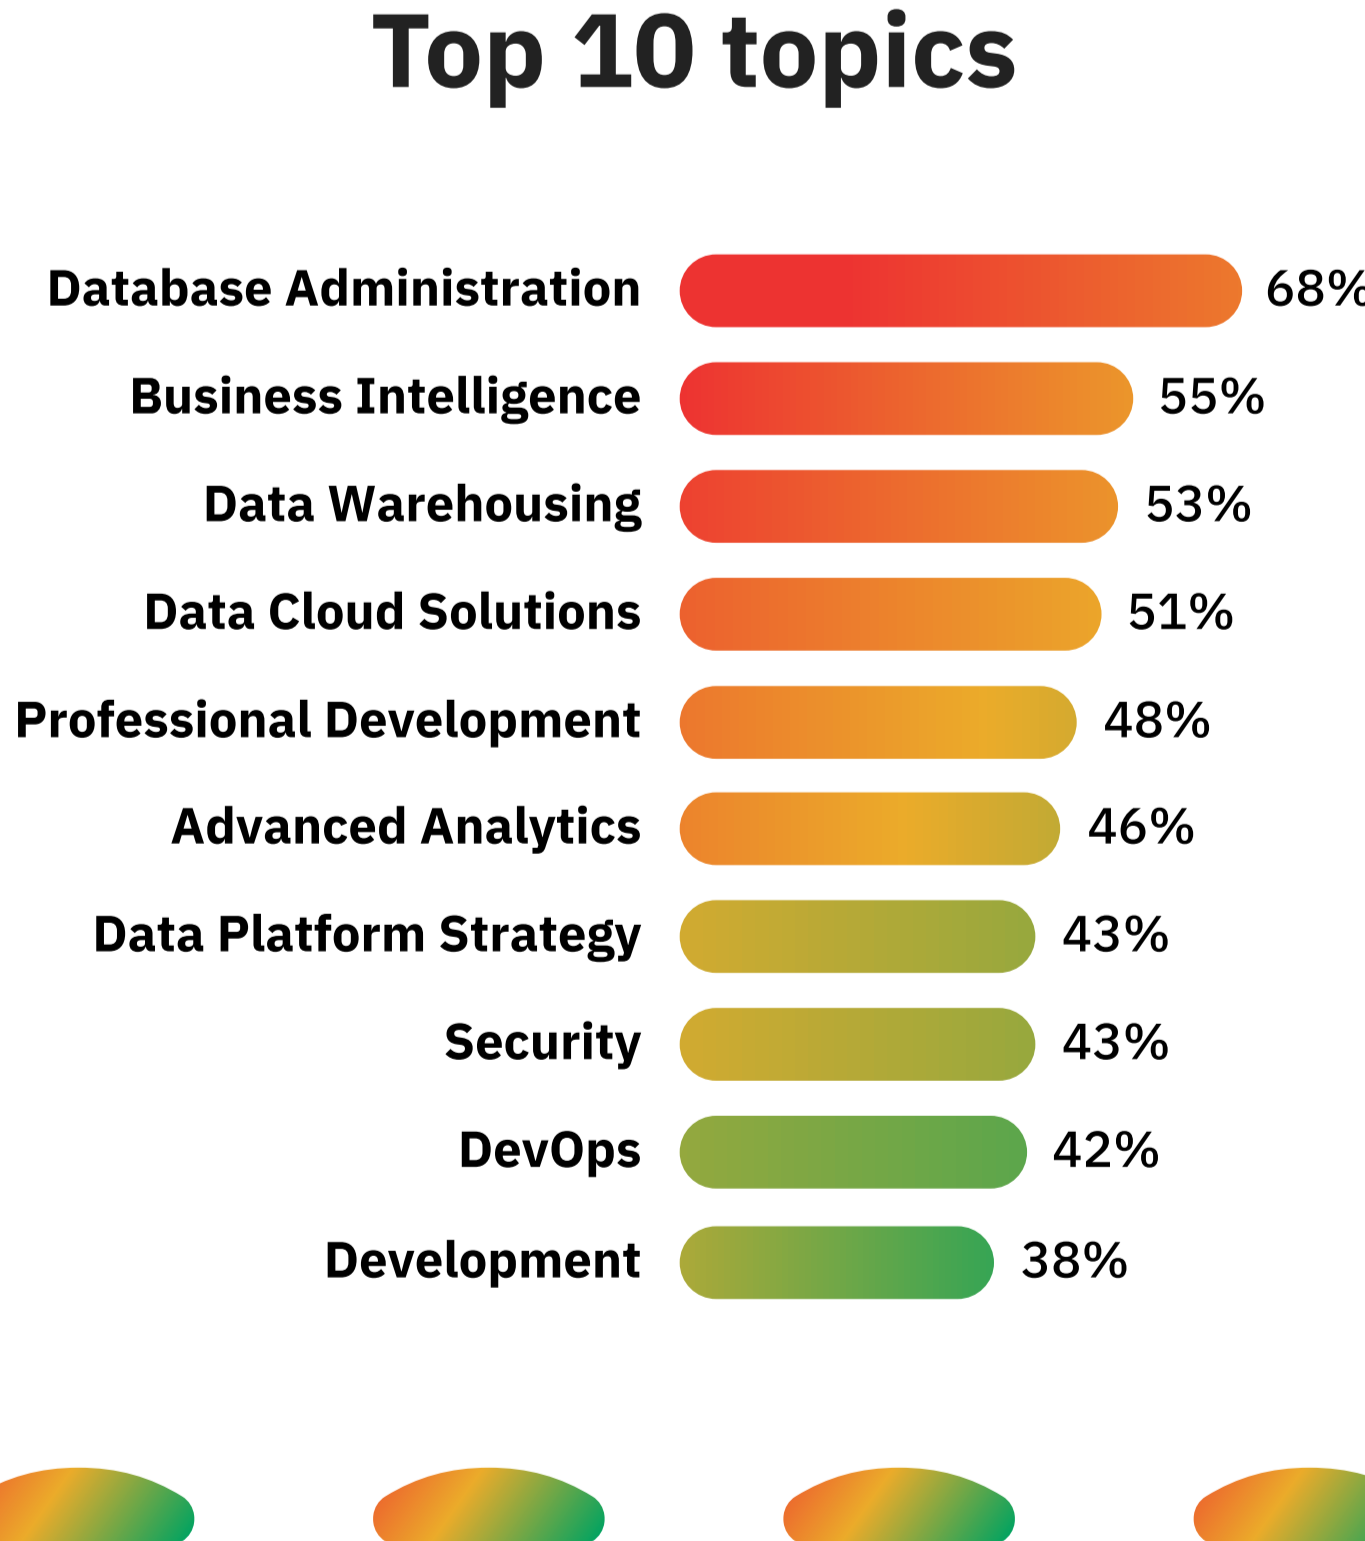 Top 10 topics
Database Administration 68%
Business Intelligence 55%
Data Warehousing 53%
Data Cloud Solutions 51%
Professional Development 48%
Advanced Analytics 46%
Data Platform Strategy 43%
Security 43%
DevOps 42%
Development 38%